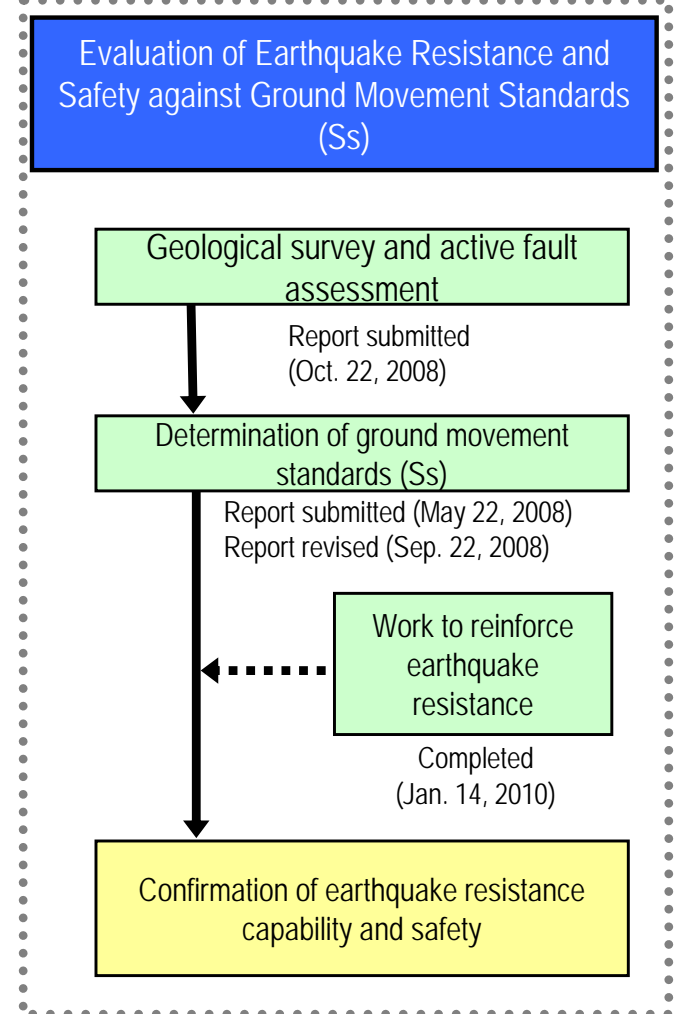 Evaluation of Earthquake Resistance and
Safety against Ground Movement Standards
(Ss)
Geological survey and active fault
assessment
Report submitted
(Oct. 22, 2008)
Determination of ground movement
standards (Ss)
Report submitted (May 22, 2008)
Report revised (Sep. 22, 2008)
Work to reinforce
earthquake
resistance
Completed
(Jan. 14, 2010)
Confirmation of earthquake resistance
capability and safety